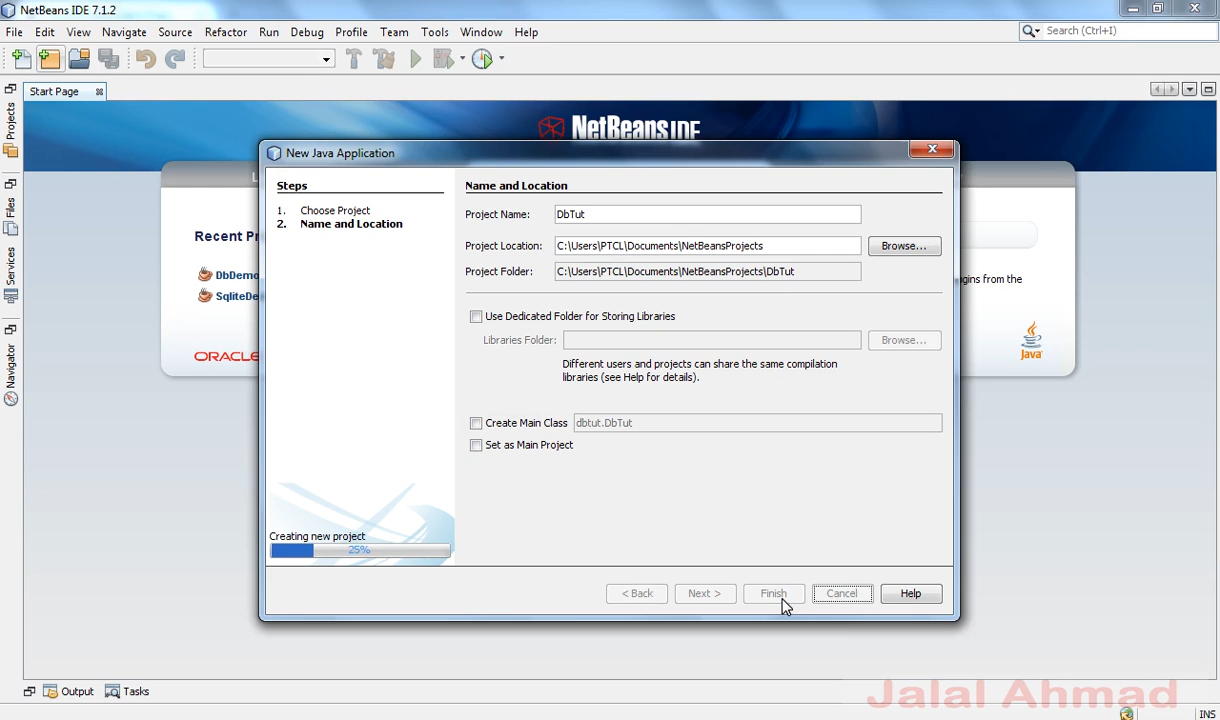 NetBeans IDE 7.1.2
File Edit View Navigate Source Refactor Run Debug Profile Team Tools Window Help
Search (Ctrl+I)
Start Page
NetBeans IDE
New Java Application
Steps
1. Choose Project
2. Name and Location
Name and Location
Project Name: DbTut
Project Location: C:\Users\PTCL\Documents\NetBeansProjects Browse...
Project Folder: C:\Users\PTCL\Documents\NetBeansProjects\DbTut
Use Dedicated Folder for Storing Libraries
Libraries Folder: Browse...
Different users and projects can share the same compilation
libraries (see Help for details).
Create Main Class dbtut.DbTut
Set as Main Project
Creating new project
25%
< Back Next > Finish Cancel Help
Recent Pr
DbDemo
SqliteDe
ORACLE
gins from the
Java
Projects
Files
Services
Navigator
Output Tasks
Jalal Ahmad
INS